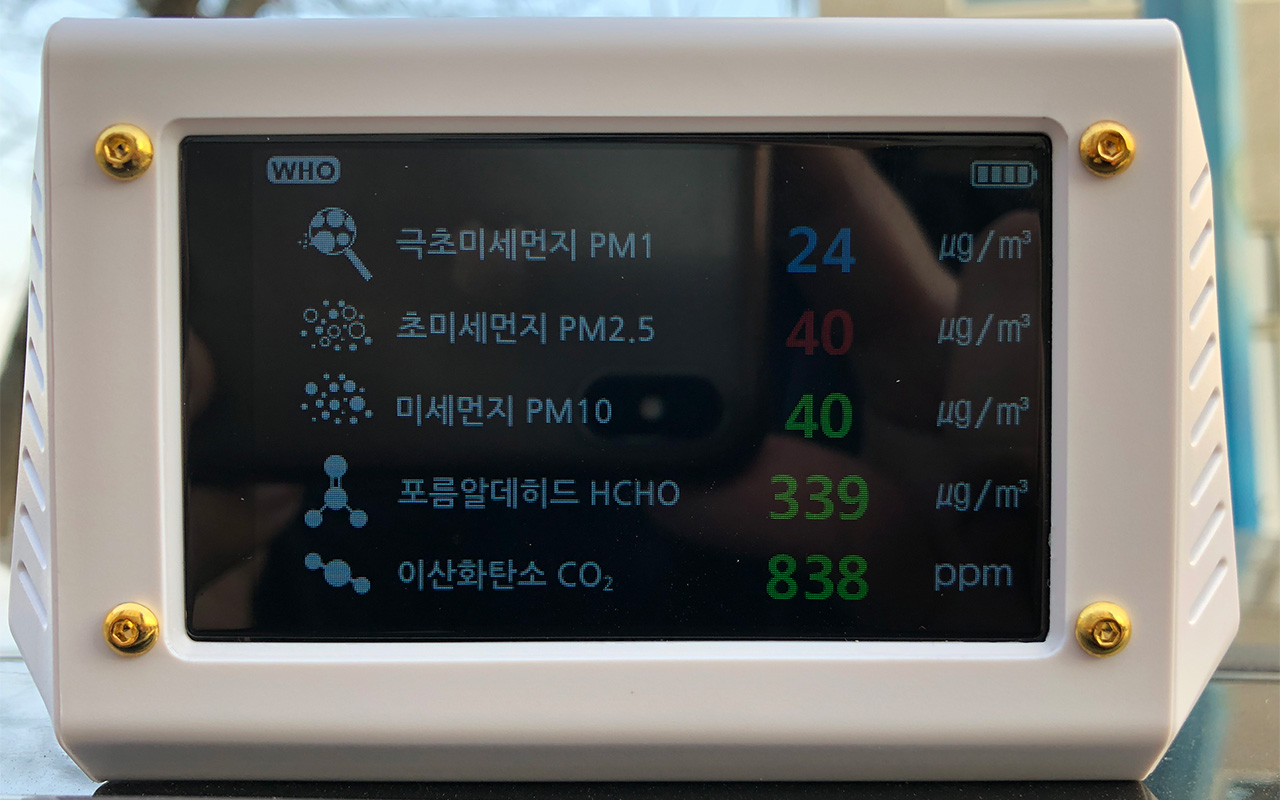 WHO
극초미세먼지 PM1 24 μg/m³
초미세먼지 PM2.5 40 μg/m³
미세먼지 PM10 40 μg/m³
포름알데히드 HCHO 339 μg/m³
이산화탄소 CO₂ 838 ppm